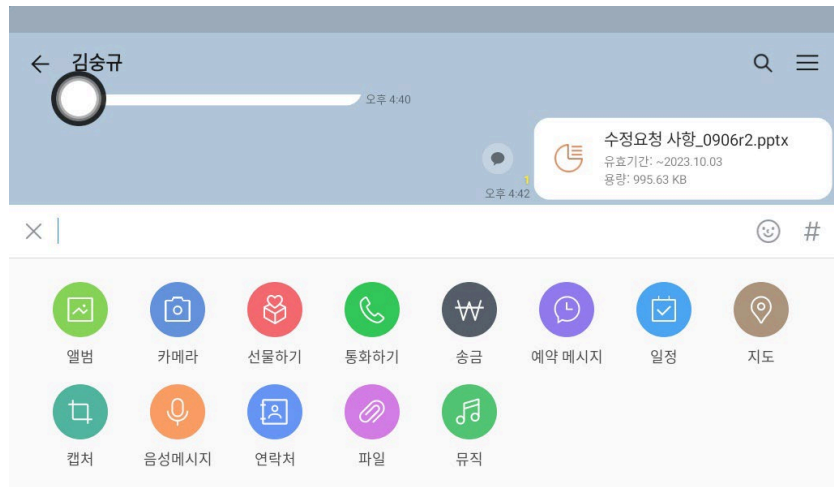 김숭규
오후 4:40
수정요청 사항_0906r2.pptx
유효기간: ~2023.10.03
용량: 995.63 KB
1
오후 4:42
#
앨범 카메라 선물하기 통화하기 송금 예약 메시지 일정 지도
캡처 음성메시지 연락처 파일 뮤직